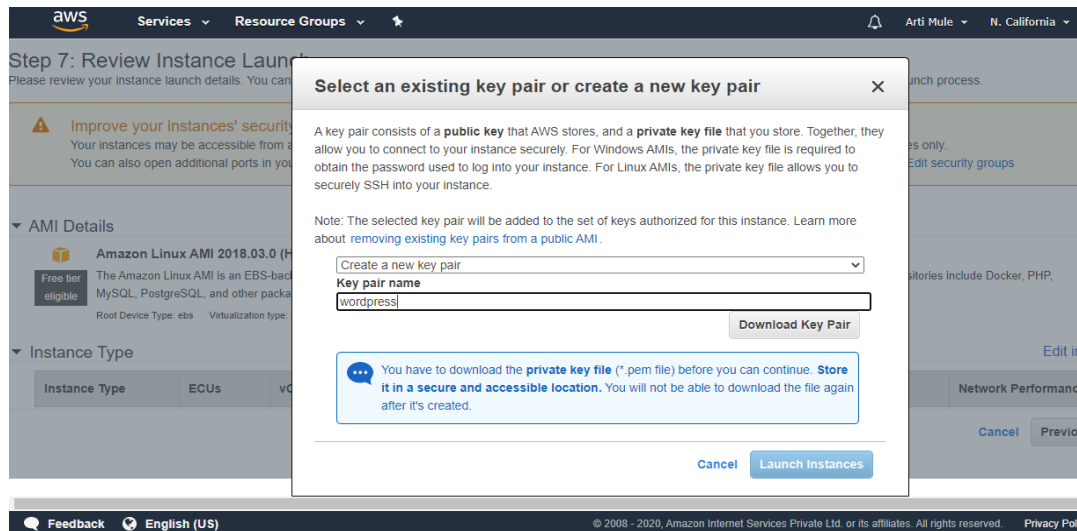 aws Services Resource Groups Arti Mule N. California
Step 7: Review Instance Launch
Please review your instance launch details. You can unch process.
Select an existing key pair or create a new key pair
Improve your instances' security
Your instances may be accessible from a es only.
You can also open additional ports in you Edit security groups
A key pair consists of a public key that AWS stores, and a private key file that you store. Together, they
allow you to connect to your instance securely. For Windows AMIs, the private key file is required to
obtain the password used to log into your instance. For Linux AMIs, the private key file allows you to
securely SSH into your instance.
Note: The selected key pair will be added to the set of keys authorized for this instance. Learn more
about removing existing key pairs from a public AMI.
AMI Details
Amazon Linux AMI 2018.03.0 (H
Free tier
eligible
The Amazon Linux AMI is an EBS-back sitories include Docker, PHP,
MySQL, PostgreSQL, and other packa
Root Device Type: ebs Virtualization type:
Create a new key pair
Key pair name
wordpress
Download Key Pair
You have to download the private key file (*.pem file) before you can continue. Store
it in a secure and accessible location. You will not be able to download the file again
after it's created.
Instance Type Edit i
Instance Type ECUs vC Network Performanc
Cancel Previo
Cancel Launch Instances
Feedback English (US) © 2008 - 2020, Amazon Internet Services Private Ltd. or its affiliates. All rights reserved. Privacy Pol